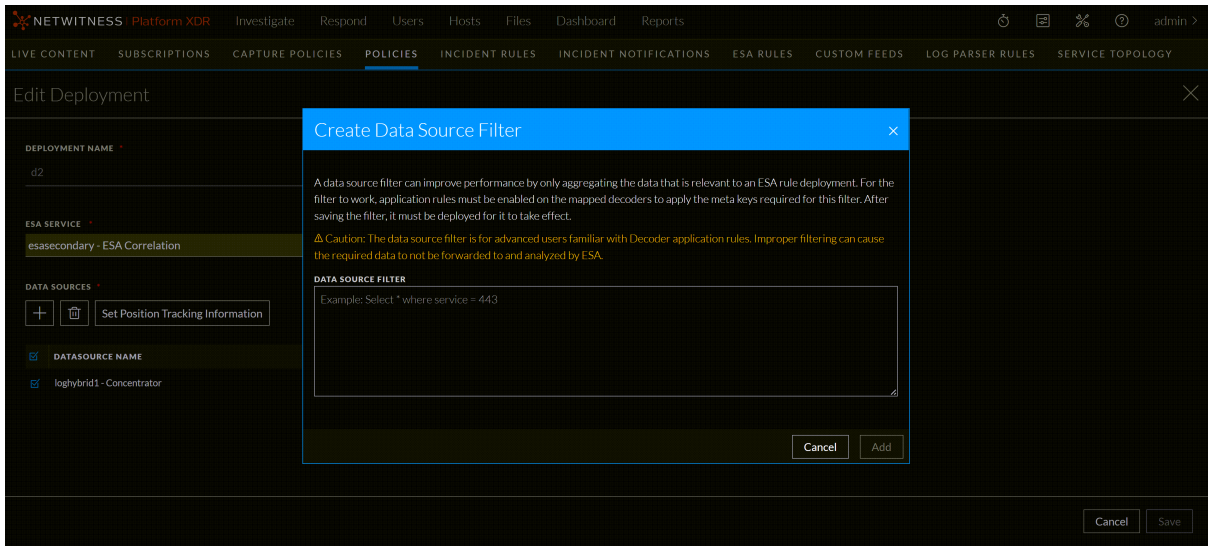 NETWITNESS Platform XDR Investigate Respond Users Hosts Files Dashboard Reports admin >
LIVE CONTENT SUBSCRIPTIONS CAPTURE POLICIES POLICIES INCIDENT RULES INCIDENT NOTIFICATIONS ESA RULES CUSTOM FEEDS LOG PARSER RULES SERVICE TOPOLOGY
Edit Deployment
DEPLOYMENT NAME *
d2
ESA SERVICE *
esasecondary - ESA Correlation
DATA SOURCES *
Set Position Tracking Information
DATASOURCE NAME
loghybrid1 - Concentrator
Create Data Source Filter
A data source filter can improve performance by only aggregating the data that is relevant to an ESA rule deployment. For the
filter to work, application rules must be enabled on the mapped decoders to apply the meta keys required for this filter. After
saving the filter, it must be deployed for it to take effect.
⚠ Caution: The data source filter is for advanced users familiar with Decoder application rules. Improper filtering can cause
the required data to not be forwarded to and analyzed by ESA.
DATA SOURCE FILTER
Example: Select * where service = 443
Cancel Add
Cancel Save